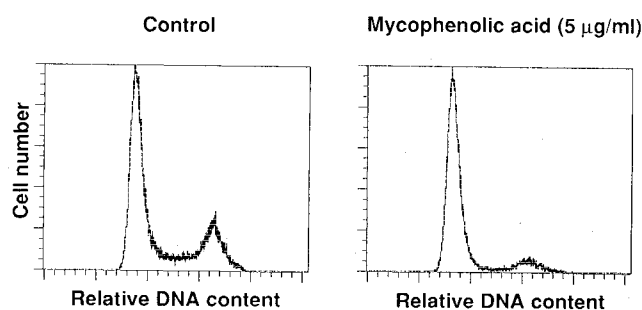 Control
Mycophenolic acid (5 µg/ml)
Cell number
Relative DNA content
Relative DNA content